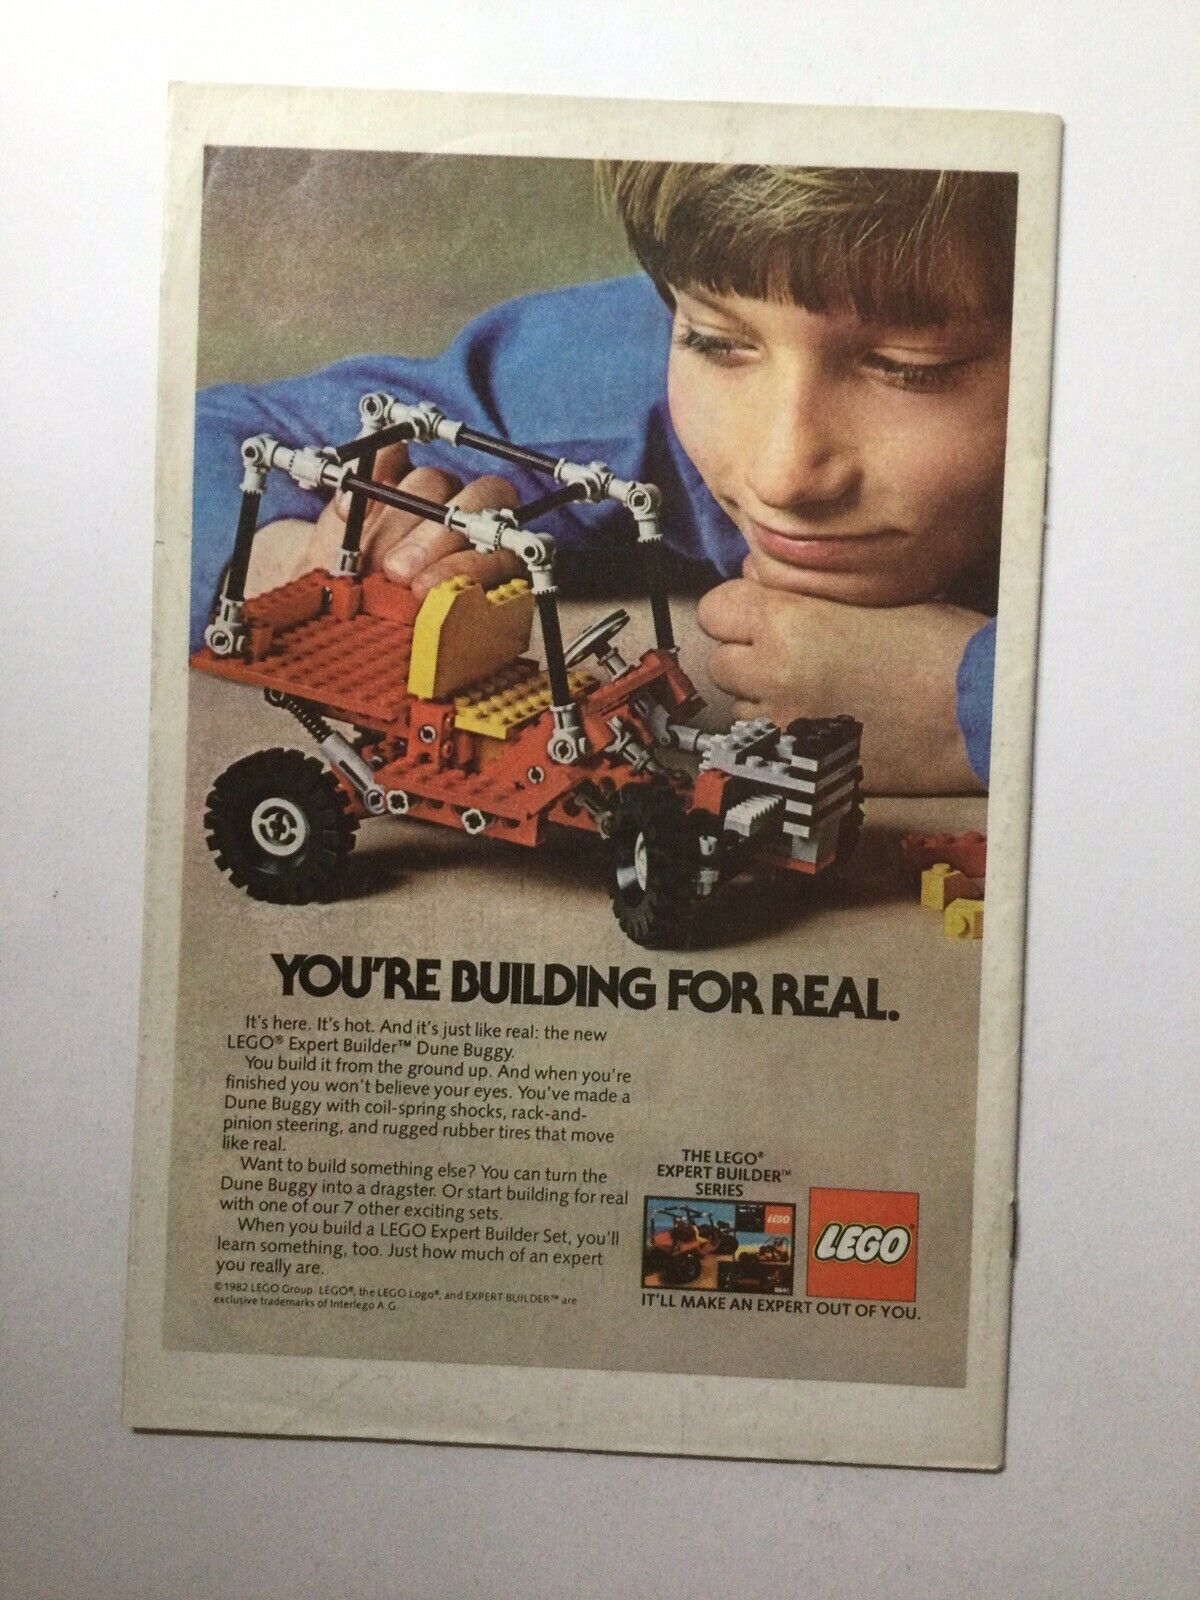 YOU'RE BUILDING FOR REAL.
It's here. It's hot. And it's just like real: the new
LEGO® Expert Builder™ Dune Buggy.
You build it from the ground up. And when you're
finished you won't believe your eyes. You've made a
Dune Buggy with coil-spring shocks, rack-and-
pinion steering, and rugged rubber tires that move
like real.
Want to build something else? You can turn the
Dune Buggy into a dragster. Or start building for real
with one of our 7 other exciting sets.
When you build a LEGO Expert Builder Set, you'll
learn something, too. Just how much of an expert
you really are.
©1982 LEGO Group. LEGO®, the LEGO Logo®, and EXPERT BUILDER™ are
exclusive trademarks of Interlego A.G.
THE LEGO®
EXPERT BUILDER™
SERIES
LEGO
LEGO®
IT'LL MAKE AN EXPERT OUT OF YOU.